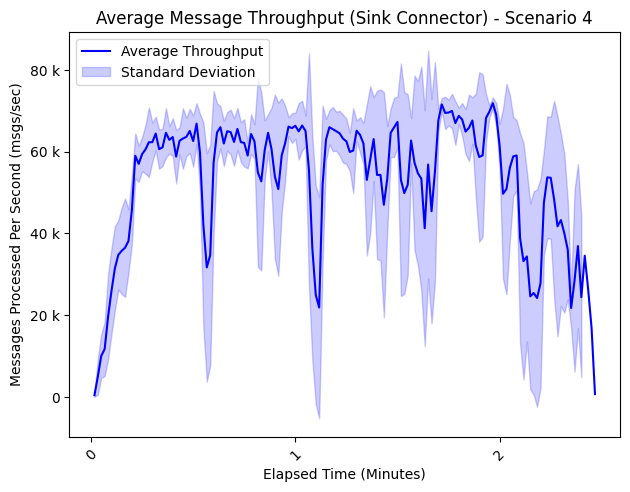 Average Message Throughput (Sink Connector) - Scenario 4
Average Throughput
Standard Deviation
Messages Processed Per Second (msgs/sec)
80 k
60 k
40 k
20 k
0
0
1
2
Elapsed Time (Minutes)